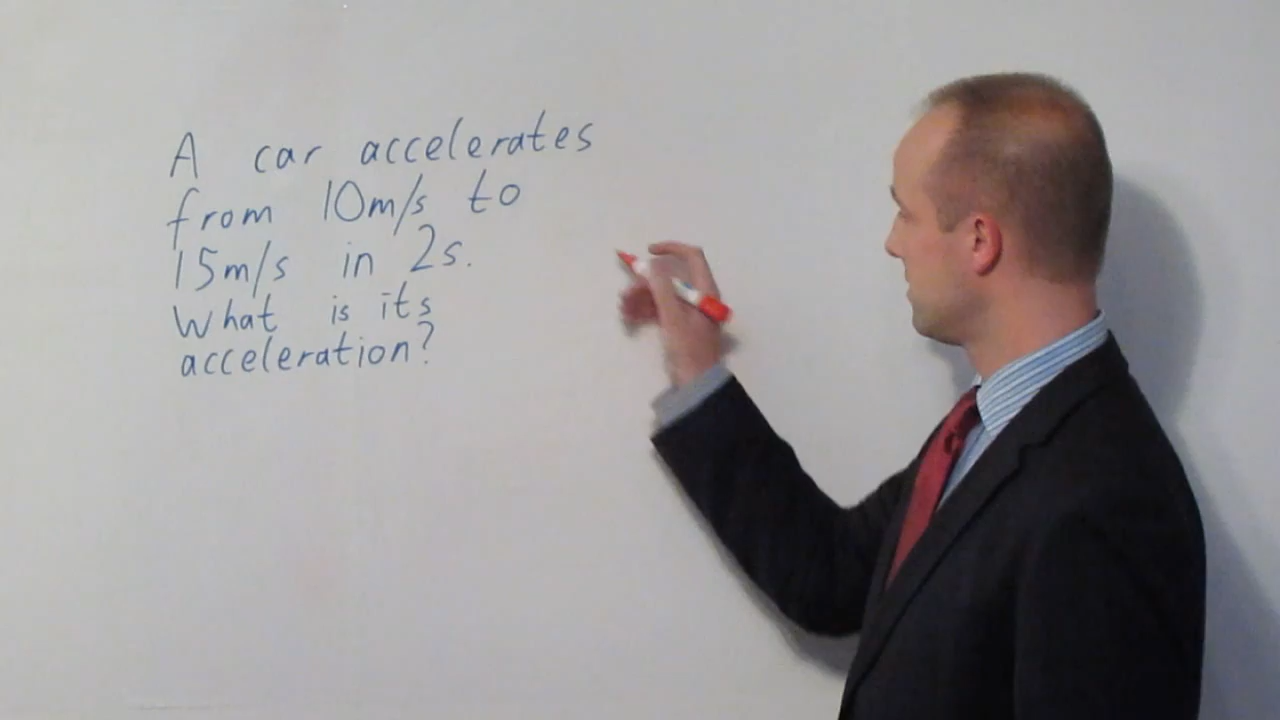 A car accelerates
from 10m/s to
15m/s in 2s.
What is its
acceleration?